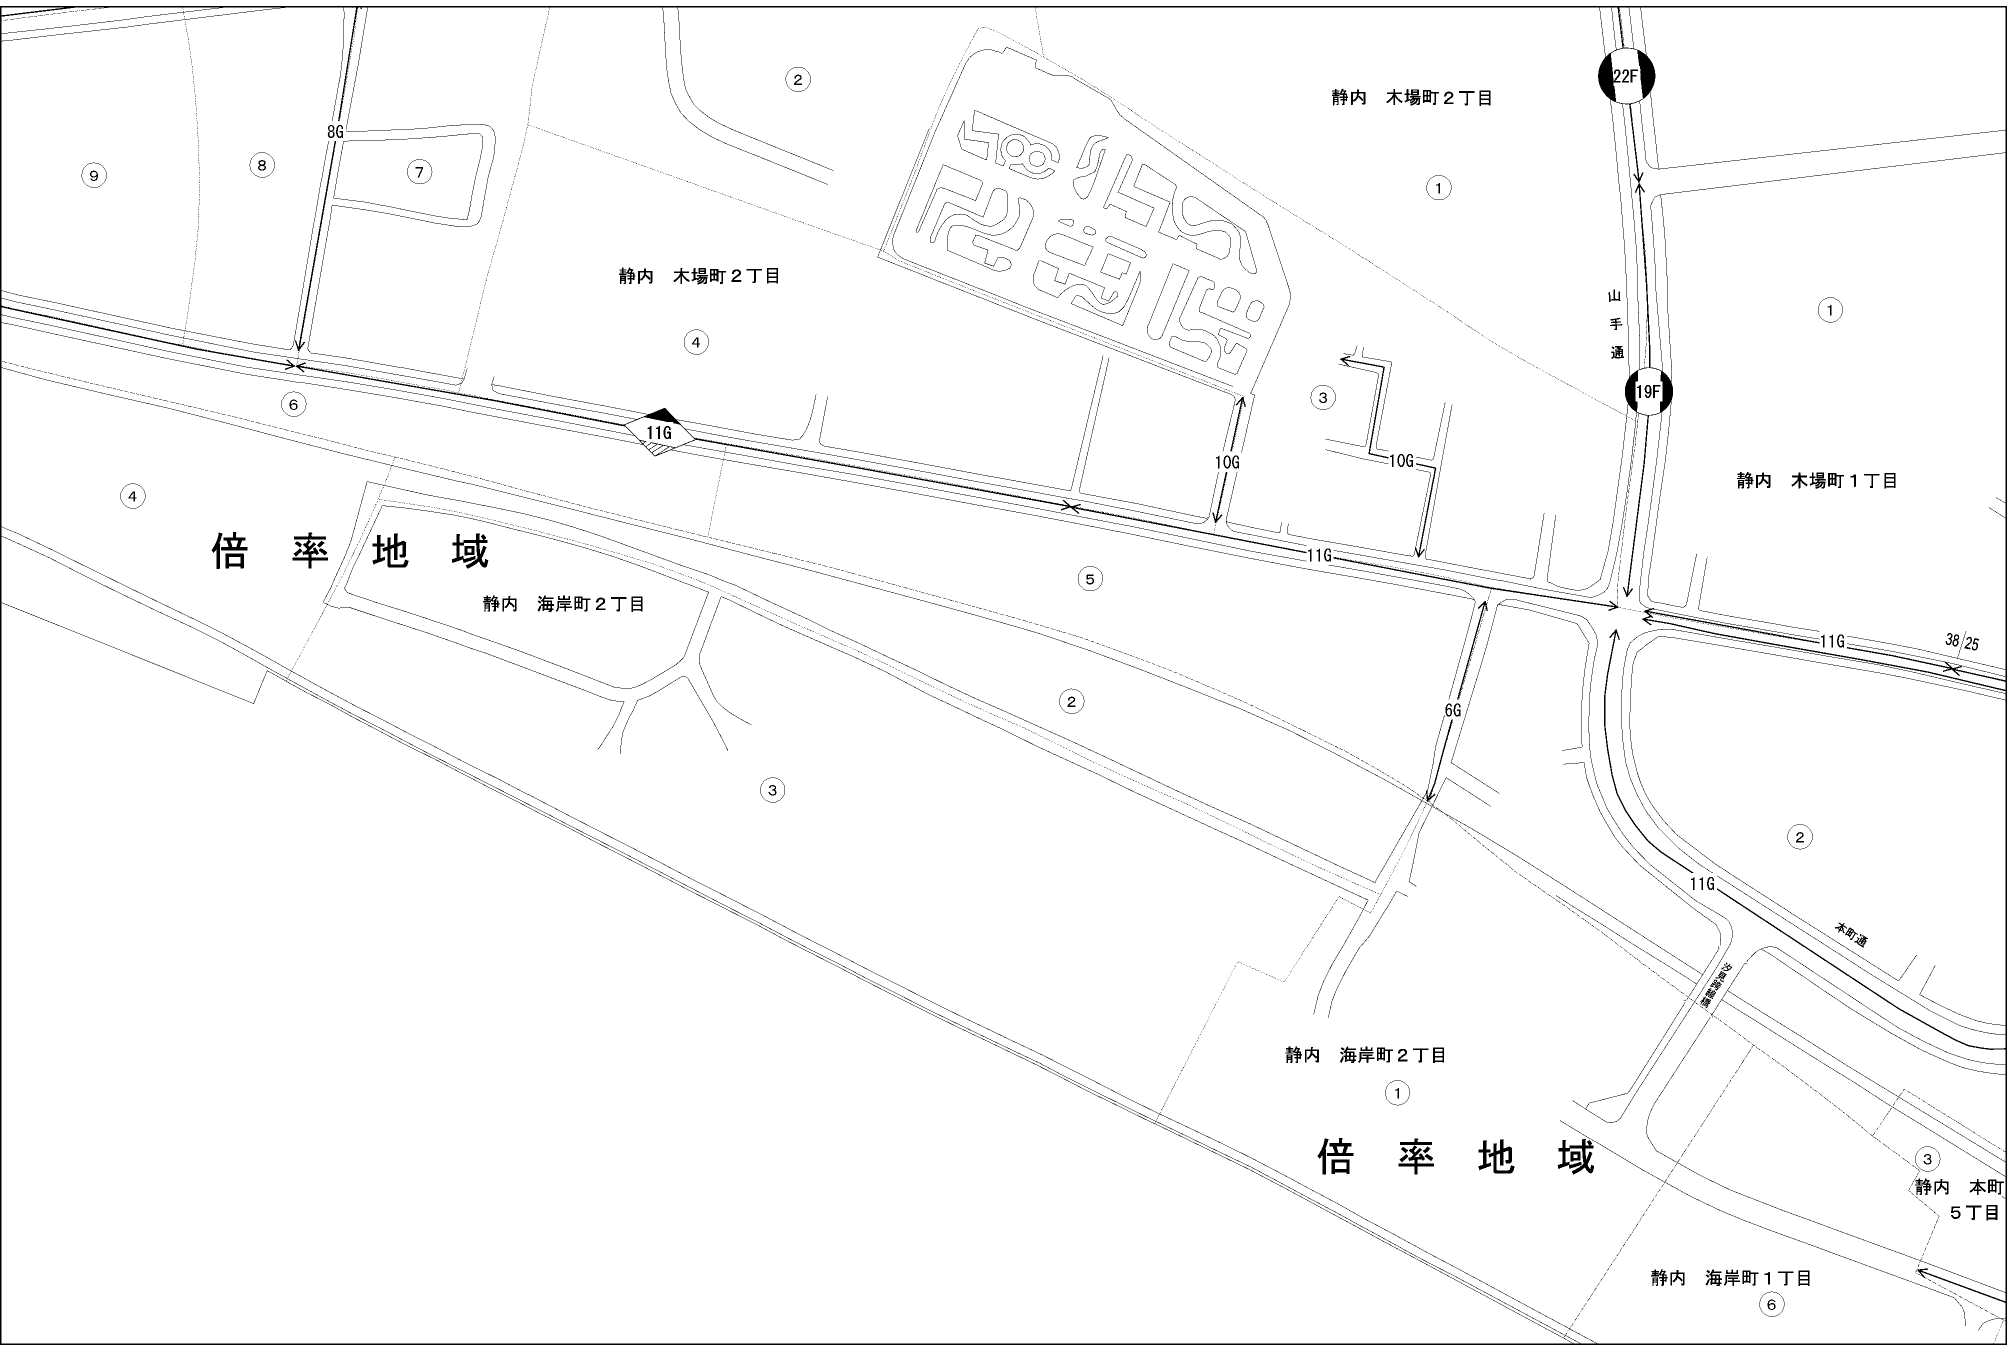 22F
②
静内　木場町２丁目
8G
⑨
⑧
⑦
①
静内　木場町２丁目
山手通
①
④
③
19F
⑥
11G
10G
10G
静内　木場町１丁目
④
倍率地域
11G
⑤
静内　海岸町２丁目
11G
38
25
②
6G
③
②
11G
本町通
汐見跨線橋
静内　海岸町２丁目
①
倍率地域
③
静内　本町
５丁目
静内　海岸町１丁目
⑥